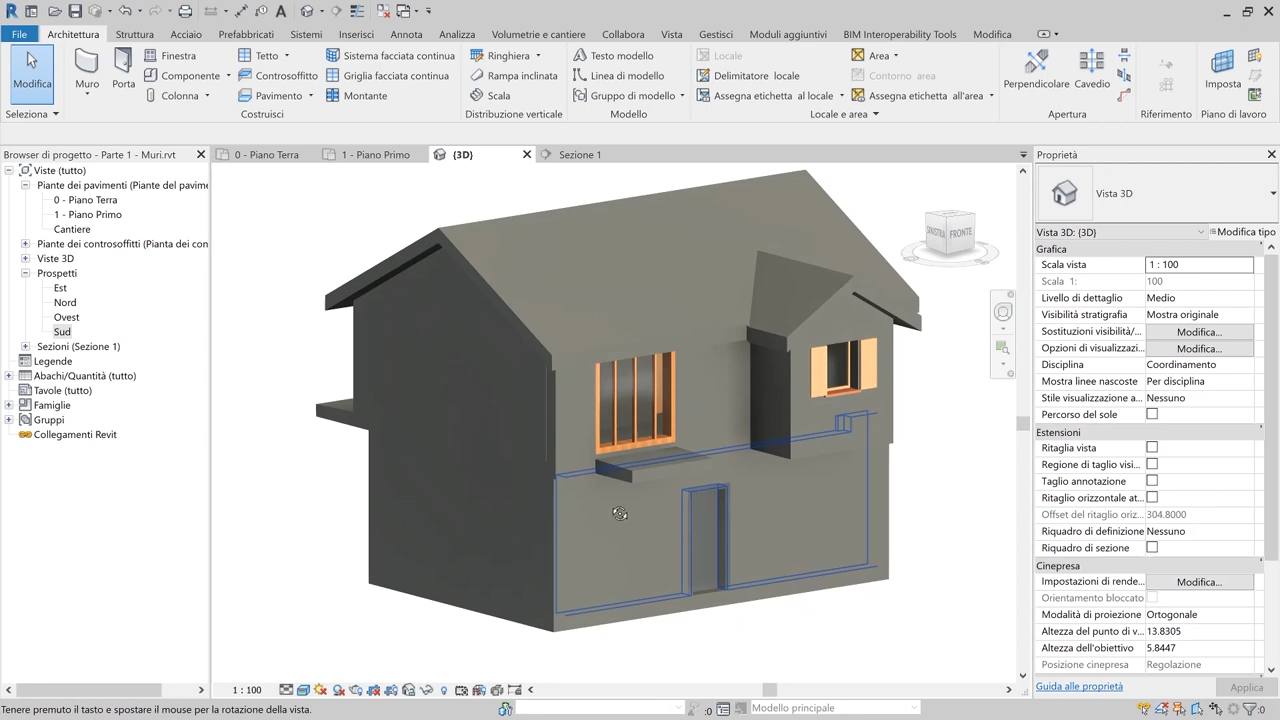 File
Architettura
Struttura
Acciaio
Prefabbricati
Sistemi
Inserisci
Annota
Analizza
Volumetrie e cantiere
Collabora
Vista
Gestisci
Moduli aggiuntivi
BIM Interoperability Tools
Modifica
Modifica
Muro
Porta
Finestra
Componente
Colonna
Tetto
Controsoffitto
Pavimento
Sistema facciata continua
Griglia facciata continua
Montante
Ringhiera
Rampa inclinata
Scala
Testo modello
Linea di modello
Gruppo di modello
Locale
Delimitatore locale
Assegna etichetta al locale
Area
Contorno area
Assegna etichetta all'area
Perpendicolare
Cavedio
Imposta
Seleziona
Costruisci
Distribuzione verticale
Modello
Locale e area
Apertura
Riferimento
Piano di lavoro
Browser di progetto - Parte 1 - Muri.rvt
0 - Piano Terra
1 - Piano Primo
{3D}
Sezione 1
Proprietà
Viste (tutto)
Piante dei pavimenti (Piante del pavime
0 - Piano Terra
1 - Piano Primo
Cantiere
Piante dei controsoffitti (Pianta dei con
Viste 3D
Prospetti
Est
Nord
Ovest
Sud
Sezioni (Sezione 1)
Legende
Abachi/Quantità (tutto)
Tavole (tutto)
Famiglie
Gruppi
Collegamenti Revit
SINISTRA
FRONTE
Vista 3D
Vista 3D: {3D}
Modifica tipo
Grafica
Scala vista
1 : 100
Scala 1:
100
Livello di dettaglio
Medio
Visibilità stratigrafia
Mostra originale
Sostituzioni visibilità/...
Modifica...
Opzioni di visualizzazi...
Modifica...
Disciplina
Coordinamento
Mostra linee nascoste
Per disciplina
Stile visualizzazione a...
Nessuno
Percorso del sole
Estensioni
Ritaglia vista
Regione di taglio visi...
Taglio annotazione
Ritaglio orizzontale at...
Offset del ritaglio oriz...
304.8000
Riquadro di definizione
Nessuno
Riquadro di sezione
Cinepresa
Impostazioni di rende...
Modifica...
Orientamento bloccato
Modalità di proiezione
Ortogonale
Altezza del punto di v...
13.8305
Altezza dell'obiettivo
5.8447
Posizione cinepresa
Regolazione
Guida alle proprietà
Applica
1 : 100
Tenere premuto il tasto e spostare il mouse per la rotazione della vista.
:0
Modello principale
:0